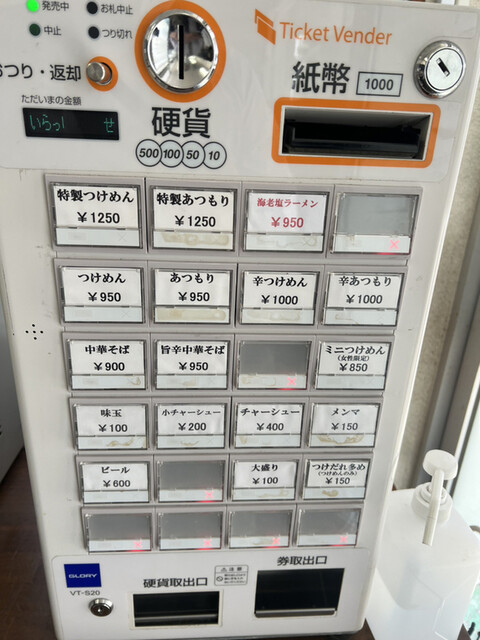 発売中
お札中止
中止
つり切れ
Ticket Vender
おつり・返却
紙幣 1000
ただいまの金額
いらっ せ
硬貨
500 100 50 10
特製つけめん
¥1250
特製あつもり
¥1250
海老塩ラーメン
¥950
つけめん
¥950
あつもり
¥950
辛つけめん
¥1000
辛あつもり
¥1000
中華そば
¥900
旨辛中華そば
¥950
ミニつけめん
(女性限定)
¥850
味玉
¥100
小チャーシュー
¥200
チャーシュー
¥400
メンマ
¥150
ビール
¥600
大盛り
¥100
つけだれ多め
(つけめんのみ)
¥150
GLORY
VT-S20
硬貨取出口
注意
券取出口